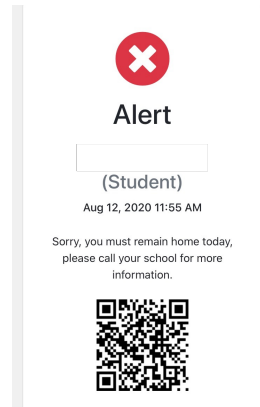 Alert
(Student)
Aug 12, 2020 11:55 AM
Sorry, you must remain home today,
please call your school for more
information.